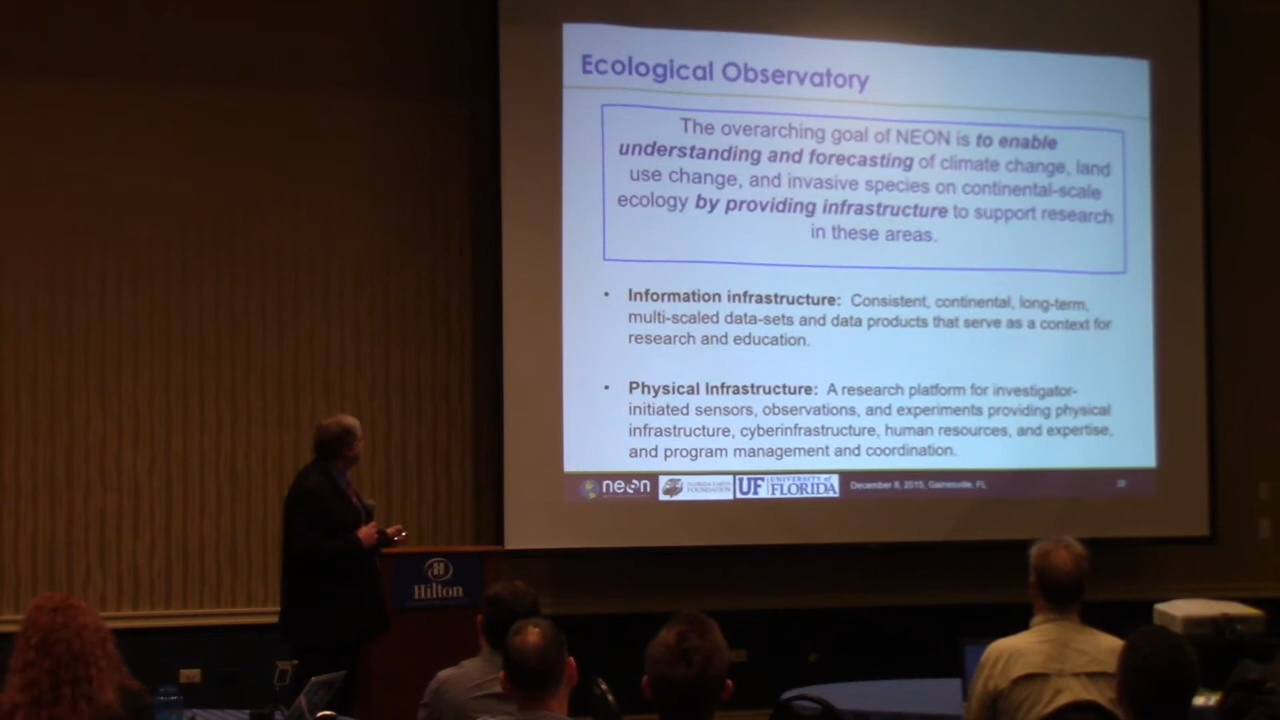 Ecological Observatory
The overarching goal of NEON is to enable
understanding and forecasting of climate change, land
use change, and invasive species on continental-scale
ecology by providing infrastructure to support research
in these areas.
• Information infrastructure: Consistent, continental, long-term,
multi-scaled data-sets and data products that serve as a context for
research and education.
• Physical Infrastructure: A research platform for investigator-
initiated sensors, observations, and experiments providing physical
infrastructure, cyberinfrastructure, human resources, and expertise,
and program management and coordination.
neon
FLORIDA EARTH
FOUNDATION
UF UNIVERSITY of
FLORIDA
December 8, 2015, Gainesville, FL
H
Hilton